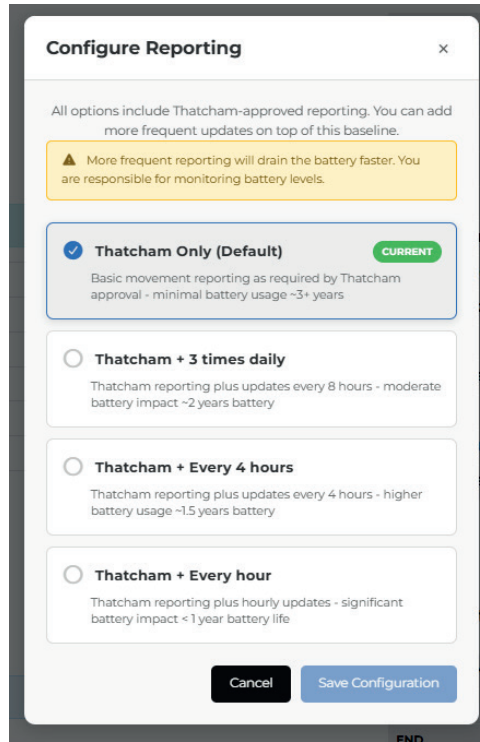 Configure Reporting ×
All options include Thatcham-approved reporting. You can add
more frequent updates on top of this baseline.
More frequent reporting will drain the battery faster. You
are responsible for monitoring battery levels.
Thatcham Only (Default) CURRENT
Basic movement reporting as required by Thatcham
approval - minimal battery usage ~3+ years
Thatcham + 3 times daily
Thatcham reporting plus updates every 8 hours - moderate
battery impact ~2 years battery
Thatcham + Every 4 hours
Thatcham reporting plus updates every 4 hours - higher
battery usage ~1.5 years battery
Thatcham + Every hour
Thatcham reporting plus hourly updates - significant
battery impact < 1 year battery life
Cancel Save Configuration
END